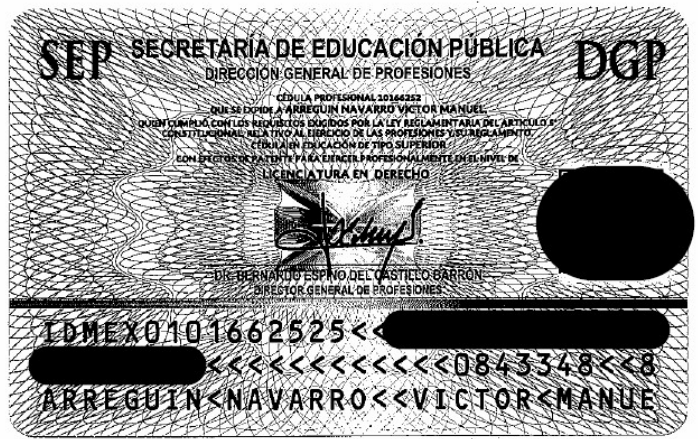 SEP SECRETARÍA DE EDUCACIÓN PÚBLICA DGP
DIRECCIÓN GENERAL DE PROFESIONES
CÉDULA PROFESIONAL 10166252
QUE SE EXPIDE A ARREGUIN NAVARRO VICTOR MANUEL,
QUIEN CUMPLIÓ CON LOS REQUISITOS EXIGIDOS POR LA LEY REGLAMENTARIA DEL ARTÍCULO 5°
CONSTITUCIONAL, RELATIVO AL EJERCICIO DE LAS PROFESIONES Y SU REGLAMENTO,
CÉDULA EN EDUCACIÓN DE TIPO SUPERIOR
CON EFECTOS DE PATENTE PARA EJERCER PROFESIONALMENTE EN EL NIVEL DE
LICENCIATURA EN DERECHO
DR. BERNARDO ESPINO DEL CASTILLO BARRÓN
DIRECTOR GENERAL DE PROFESIONES
IDMEX0101662525<<
<<<<<<<<<<<<0843348<<8
ARREGUIN<NAVARRO<<VICTOR<MANUE